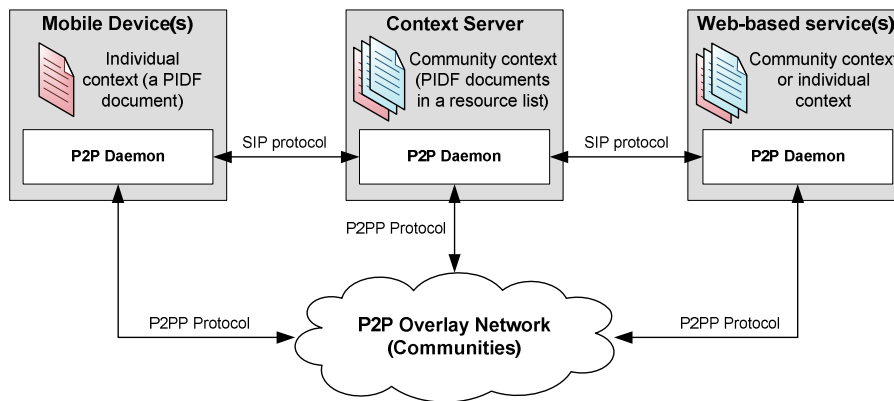 Mobile Device(s)
Individual
context (a PIDF
document)
P2P Daemon
SIP protocol
Context Server
Community context
(PIDF documents
in a resource list)
P2P Daemon
SIP protocol
Web-based service(s)
Community context
or individual
context
P2P Daemon
P2PP Protocol
P2PP Protocol
P2PP Protocol
P2P Overlay Network
(Communities)